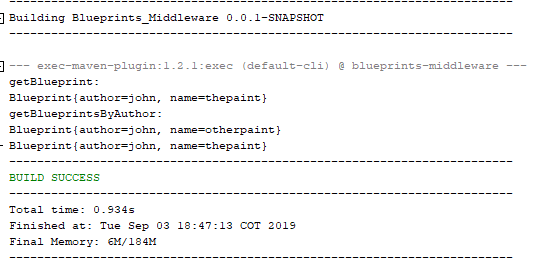 ------------------------------------------------------------------------
Building Blueprints_Middleware 0.0.1-SNAPSHOT
------------------------------------------------------------------------
--- exec-maven-plugin:1.2.1:exec (default-cli) @ blueprints-middleware ---
getBlueprint:
Blueprint{author=john, name=thepaint}
getBlueprintsByAuthor:
Blueprint{author=john, name=otherpaint}
Blueprint{author=john, name=thepaint}
------------------------------------------------------------------------
BUILD SUCCESS
------------------------------------------------------------------------
Total time: 0.934s
Finished at: Tue Sep 03 18:47:13 COT 2019
Final Memory: 6M/184M
------------------------------------------------------------------------